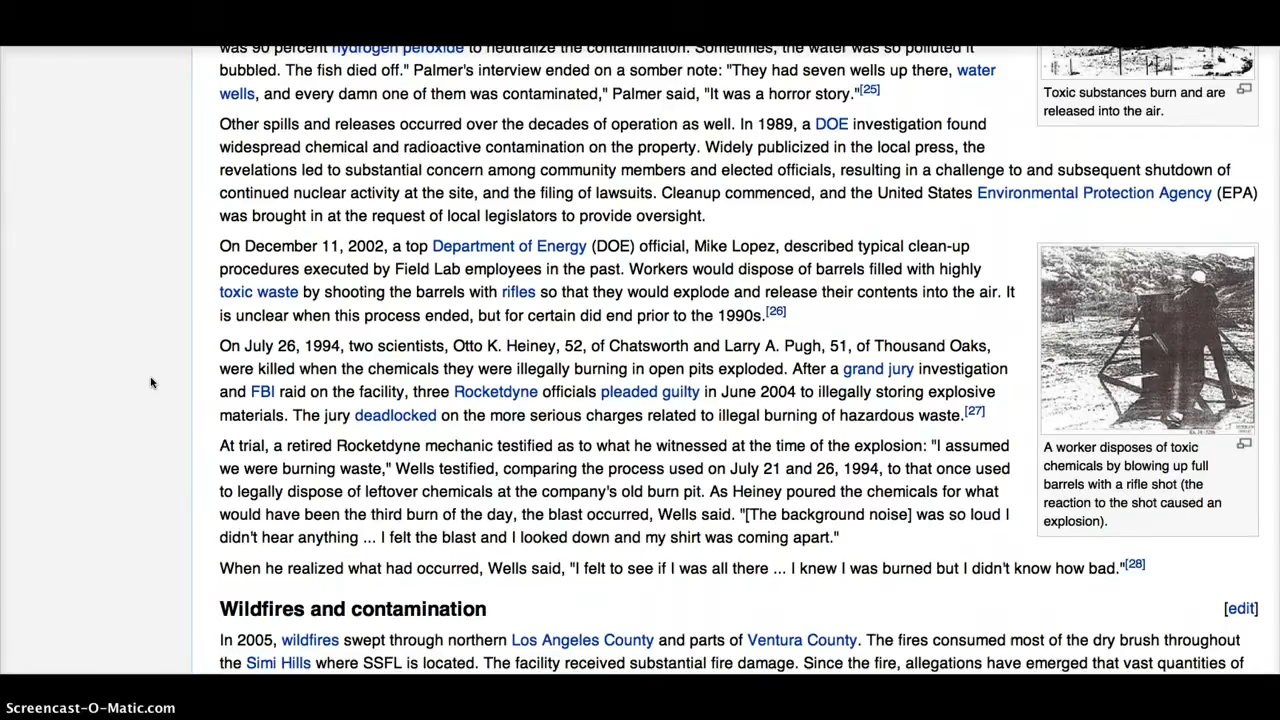 was 90 percent hydrogen peroxide to neutralize the contamination. Sometimes, the water was so polluted it
bubbled. The fish died off." Palmer's interview ended on a somber note: "They had seven wells up there, water
wells, and every damn one of them was contaminated," Palmer said, "It was a horror story."[25]
Toxic substances burn and are
released into the air.
Other spills and releases occurred over the decades of operation as well. In 1989, a DOE investigation found
widespread chemical and radioactive contamination on the property. Widely publicized in the local press, the
revelations led to substantial concern among community members and elected officials, resulting in a challenge to and subsequent shutdown of
continued nuclear activity at the site, and the filing of lawsuits. Cleanup commenced, and the United States Environmental Protection Agency (EPA)
was brought in at the request of local legislators to provide oversight.
On December 11, 2002, a top Department of Energy (DOE) official, Mike Lopez, described typical clean-up
procedures executed by Field Lab employees in the past. Workers would dispose of barrels filled with highly
toxic waste by shooting the barrels with rifles so that they would explode and release their contents into the air. It
is unclear when this process ended, but for certain did end prior to the 1990s.[26]
On July 26, 1994, two scientists, Otto K. Heiney, 52, of Chatsworth and Larry A. Pugh, 51, of Thousand Oaks,
were killed when the chemicals they were illegally burning in open pits exploded. After a grand jury investigation
and FBI raid on the facility, three Rocketdyne officials pleaded guilty in June 2004 to illegally storing explosive
materials. The jury deadlocked on the more serious charges related to illegal burning of hazardous waste.[27]
At trial, a retired Rocketdyne mechanic testified as to what he witnessed at the time of the explosion: "I assumed
we were burning waste," Wells testified, comparing the process used on July 21 and 26, 1994, to that once used
to legally dispose of leftover chemicals at the company's old burn pit. As Heiney poured the chemicals for what
would have been the third burn of the day, the blast occurred, Wells said. "[The background noise] was so loud I
didn't hear anything ... I felt the blast and I looked down and my shirt was coming apart."
A worker disposes of toxic
chemicals by blowing up full
barrels with a rifle shot (the
reaction to the shot caused an
explosion).
When he realized what had occurred, Wells said, "I felt to see if I was all there ... I knew I was burned but I didn't know how bad."[28]
Wildfires and contamination
[edit]
In 2005, wildfires swept through northern Los Angeles County and parts of Ventura County. The fires consumed most of the dry brush throughout
the Simi Hills where SSFL is located. The facility received substantial fire damage. Since the fire, allegations have emerged that vast quantities of
Screencast-O-Matic.com